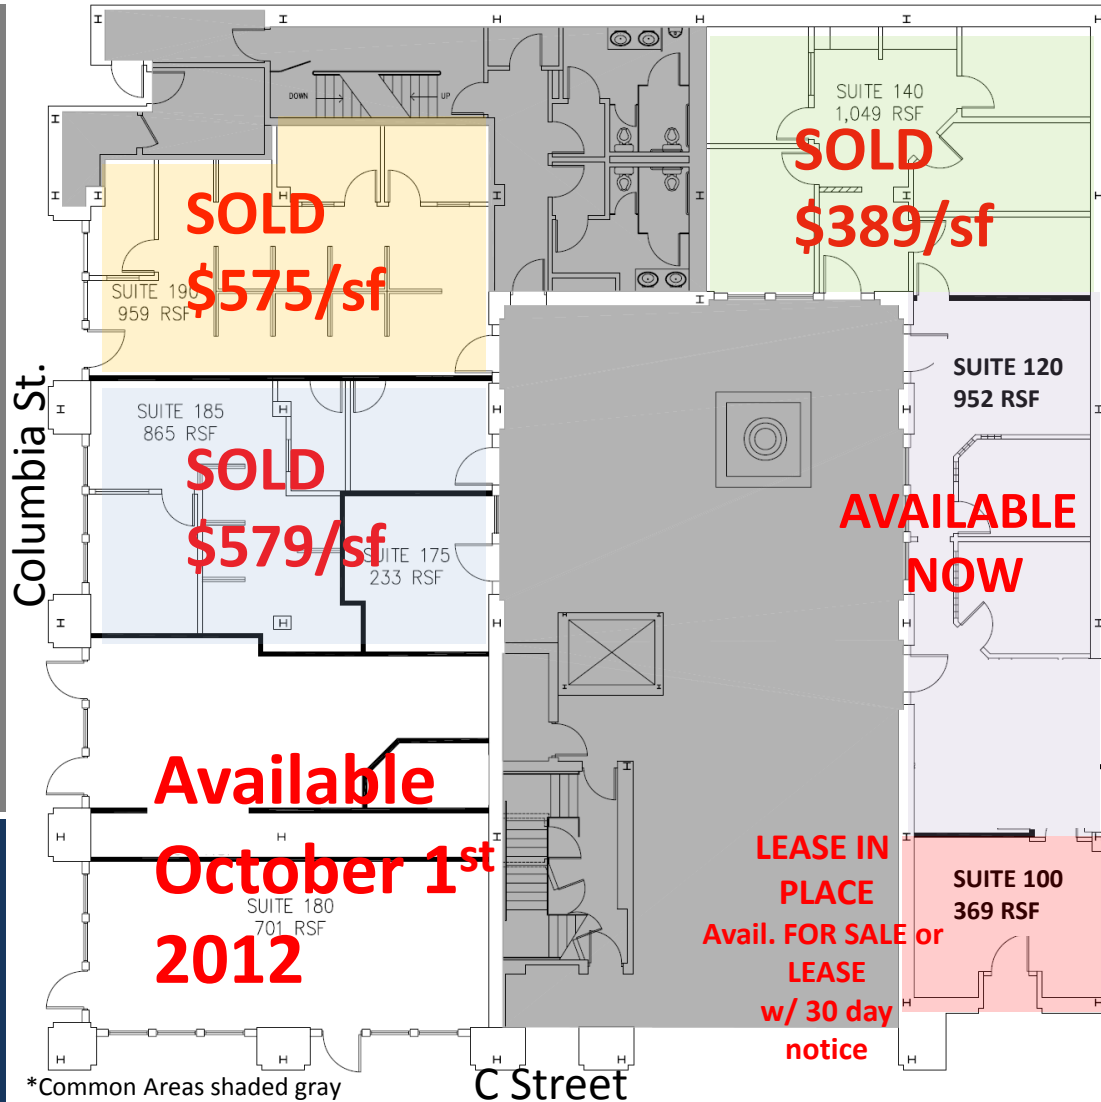 DOWN
UP
SUITE 140
1,049 RSF
SOLD
$389/sf
SOLD
$575/sf
SUITE 190
959 RSF
Columbia St.
SUITE 120
952 RSF
SUITE 185
865 RSF
SOLD
$579/sf
SUITE 175
233 RSF
AVAILABLE
NOW
Available
October 1st
2012
SUITE 180
701 RSF
LEASE IN
PLACE
Avail. FOR SALE or
LEASE
w/ 30 day
notice
SUITE 100
369 RSF
*Common Areas shaded gray
C Street